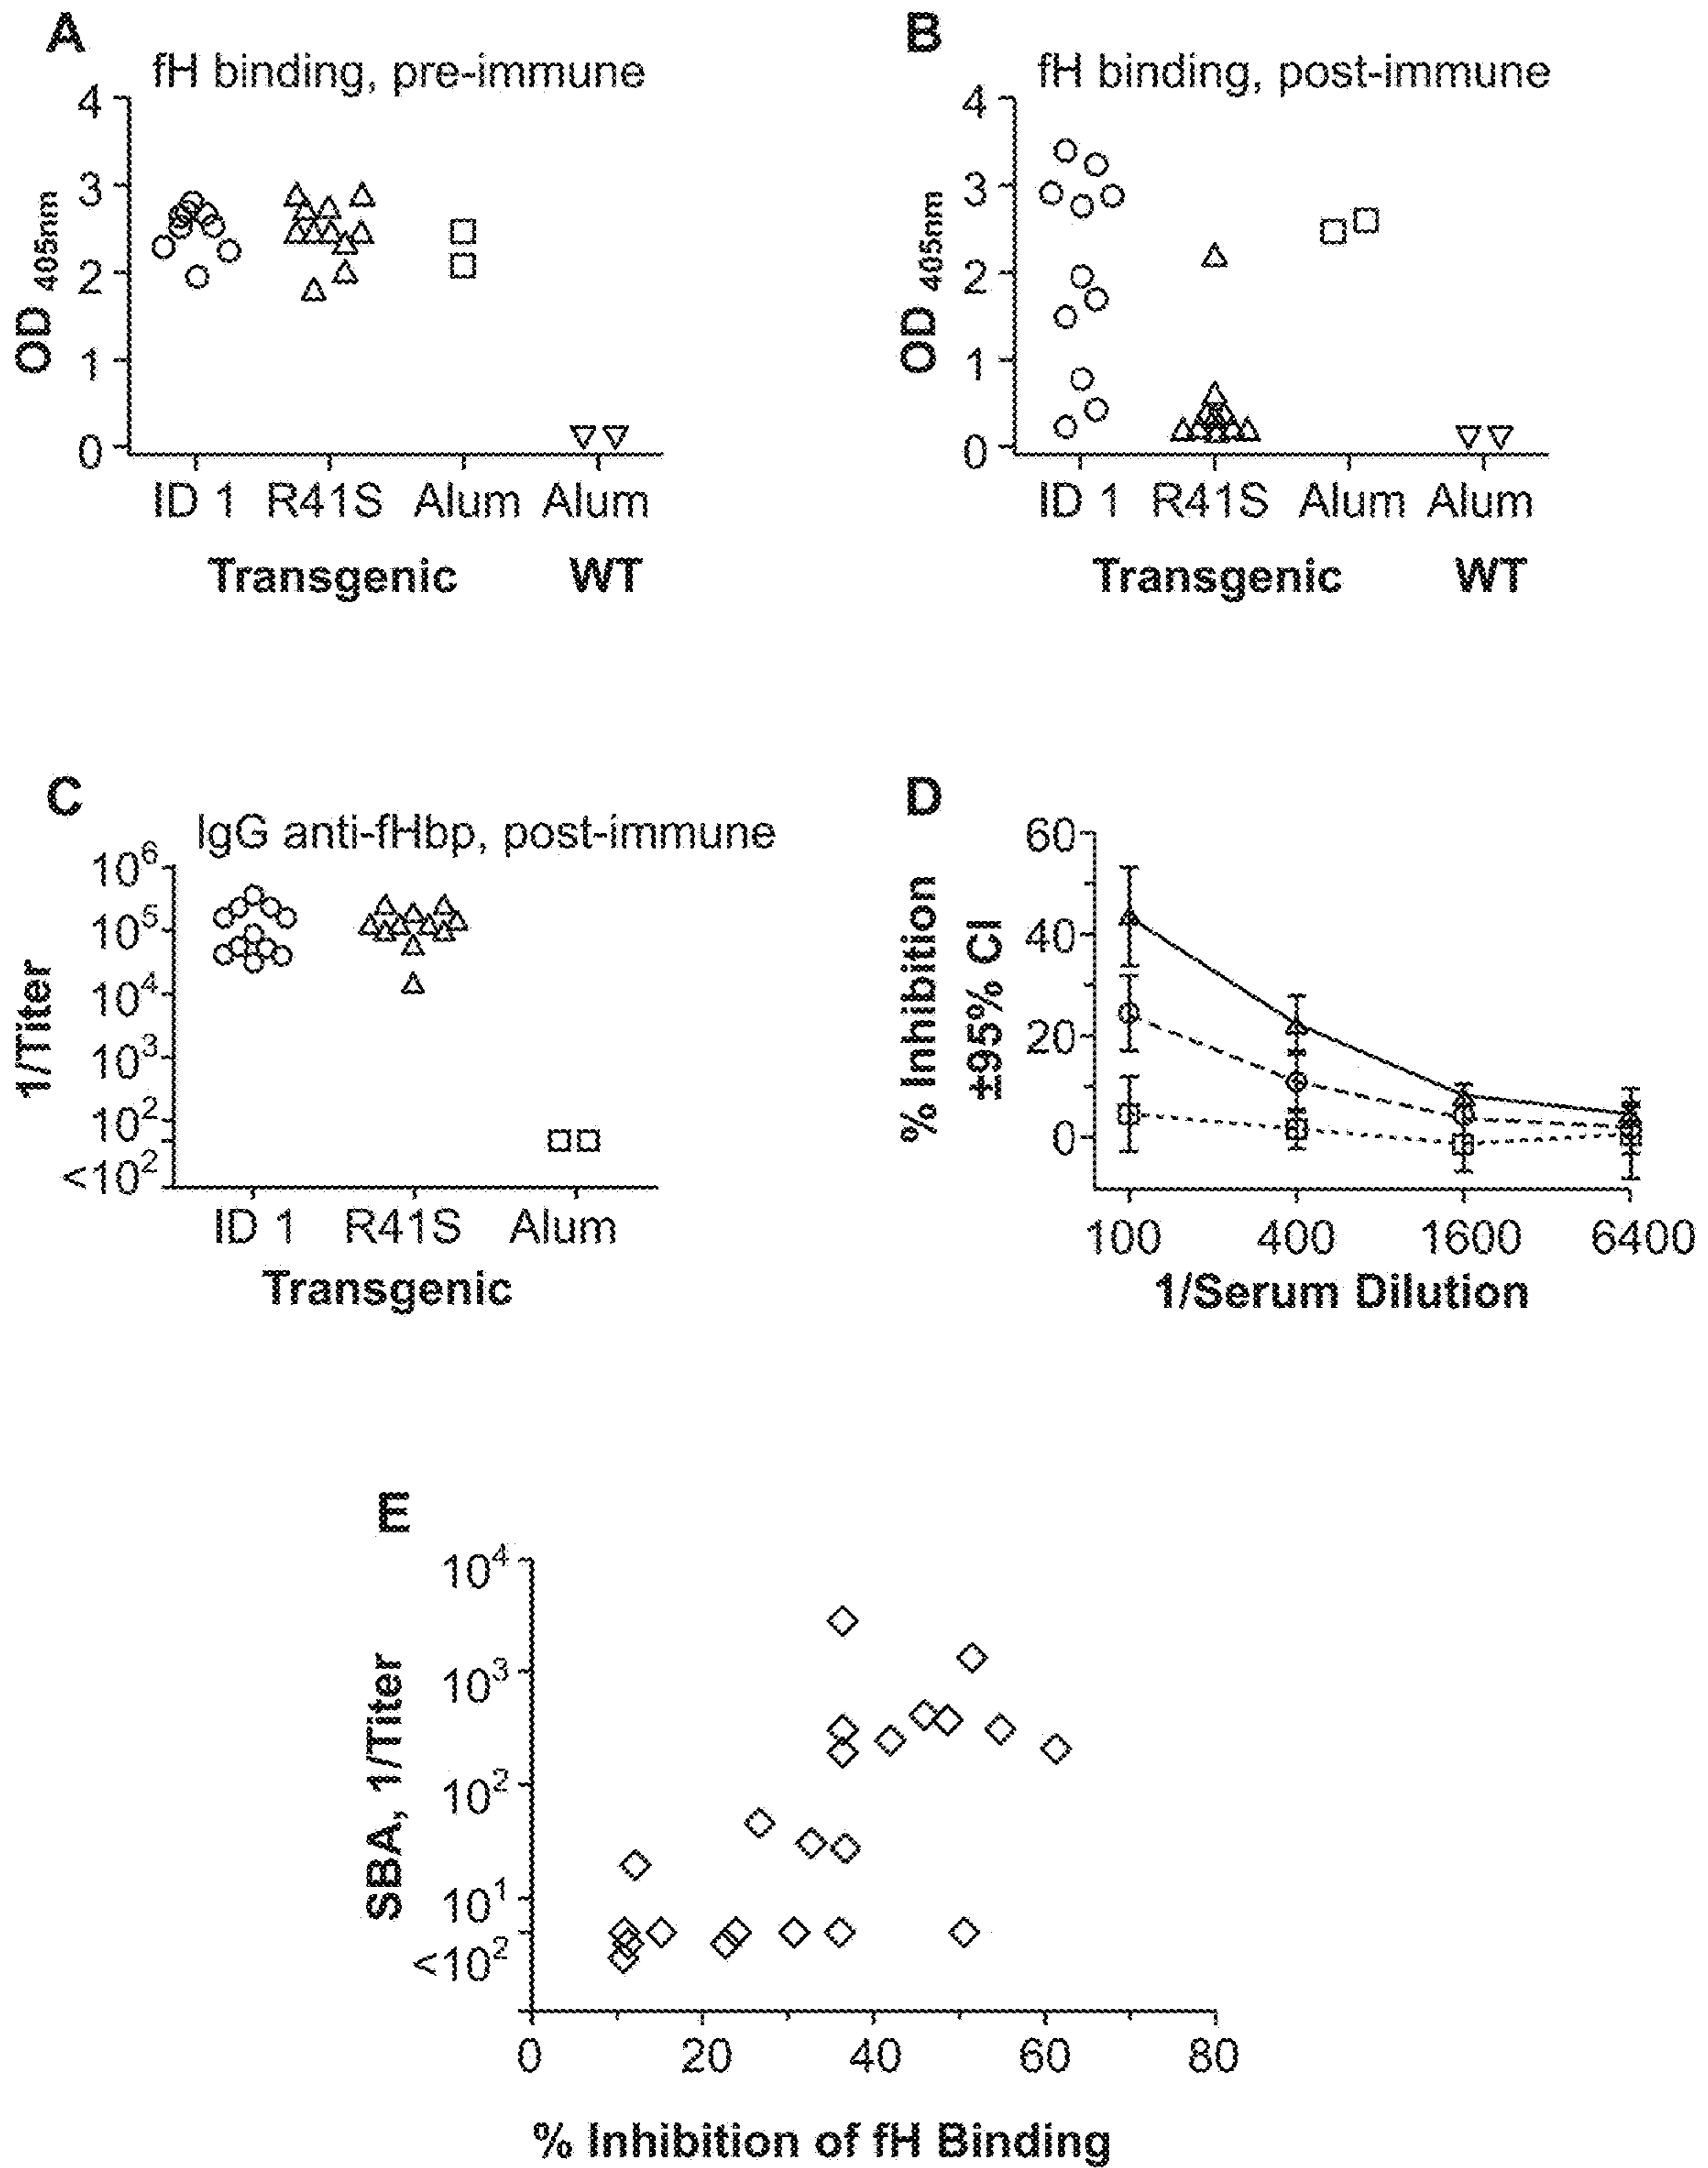 A
fH binding, pre-immune
4
3
2
1
0
OD 405nm
ID 1 R41S Alum Alum
Transgenic WT
B
fH binding, post-immune
4
3
2
1
0
OD 405nm
ID 1 R41S Alum Alum
Transgenic WT
C
IgG anti-fHbp, post-immune
10⁶
10⁵
10⁴
10³
10²
<10²
1/Titer
ID 1 R41S Alum
Transgenic
D
60
40
20
0
% Inhibition
±95% CI
100 400 1600 6400
1/Serum Dilution
E
10⁴
10³
10²
10¹
<10²
SBA, 1/Titer
0 20 40 60 80
% Inhibition of fH Binding